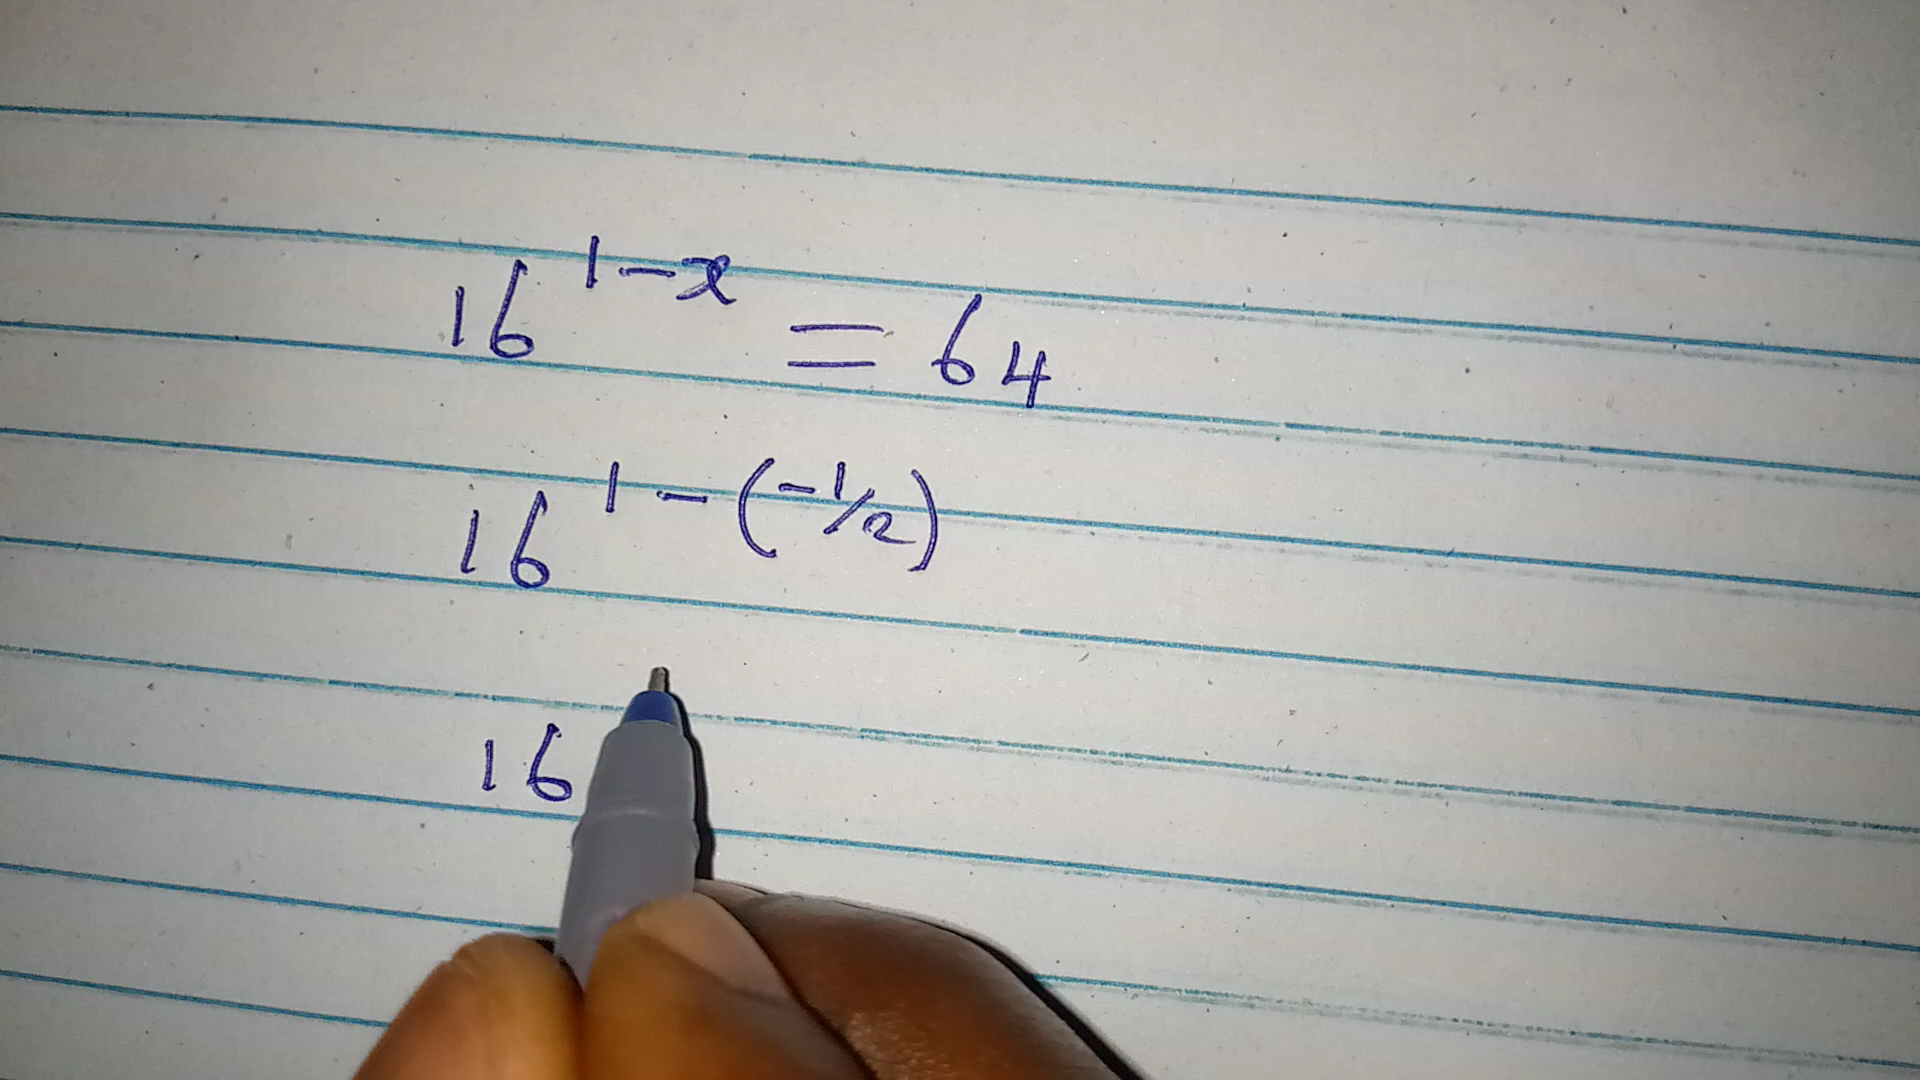 16^{1-x} = 64
16^{1-(-1/2)}
16